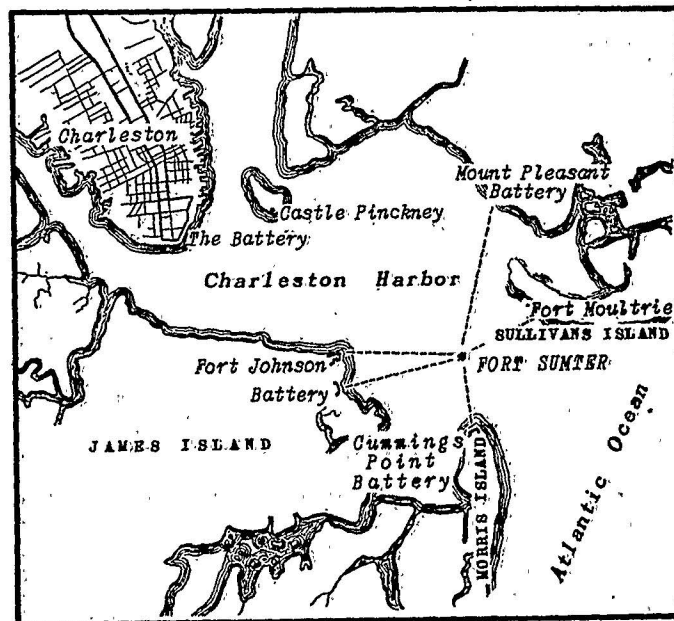 Charleston
Mount Pleasant
Battery
Castle Pinckney
The Battery
Charleston Harbor
Fort Moultrie
SULLIVANS ISLAND
Fort Johnson
FORT SUMTER
Battery
JAMES ISLAND
Cummings
Point
Battery
MORRIS ISLAND
Atlantic Ocean